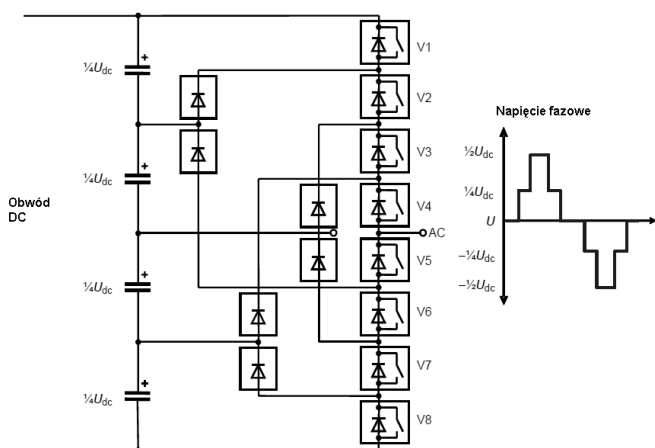 V1
¼Udc
+
V2
Napięcie fazowe
V3
½Udc
¼Udc
+
¼Udc
V4
Obwód
DC
U
AC
V5
–¼Udc
¼Udc
+
–½Udc
V6
V7
¼Udc
+
V8